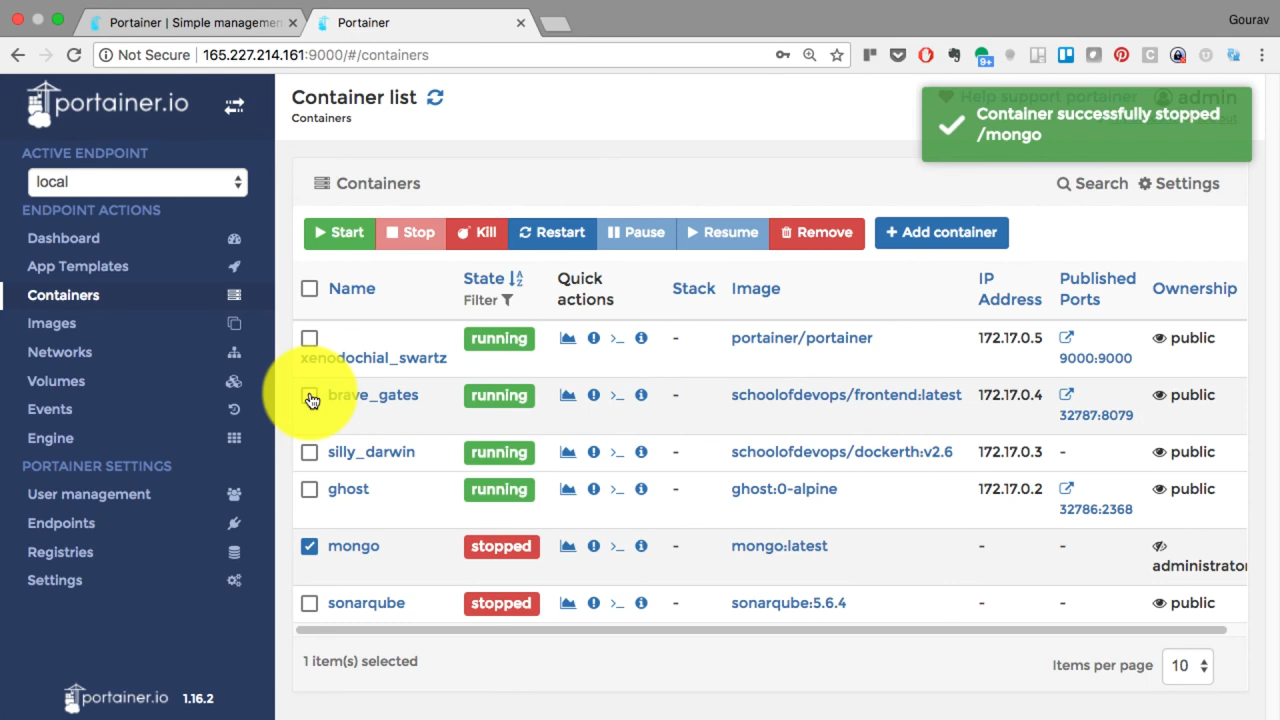 Portainer | Simple managemen
Portainer
Gourav
Not Secure 165.227.214.161:9000/#/containers
9+
portainer.io
ACTIVE ENDPOINT
local
ENDPOINT ACTIONS
Dashboard
App Templates
Containers
Images
Networks
Volumes
Events
Engine
PORTAINER SETTINGS
User management
Endpoints
Registries
Settings
portainer.io 1.16.2
Container list
Containers
Help support portainer
admin
Container successfully stopped
/mongo
Containers
Search Settings
Start Stop Kill Restart Pause Resume Remove Add container
Name State Filter Quick actions Stack Image IP Address Published Ports Ownership
xenodochial_swartz running - portainer/portainer 172.17.0.5 9000:9000 public
brave_gates running - schoolofdevops/frontend:latest 172.17.0.4 32787:8079 public
silly_darwin running - schoolofdevops/dockerth:v2.6 172.17.0.3 - public
ghost running - ghost:0-alpine 172.17.0.2 32786:2368 public
mongo stopped - mongo:latest - - administrator
sonarqube stopped - sonarqube:5.6.4 - - public
1 item(s) selected
Items per page 10